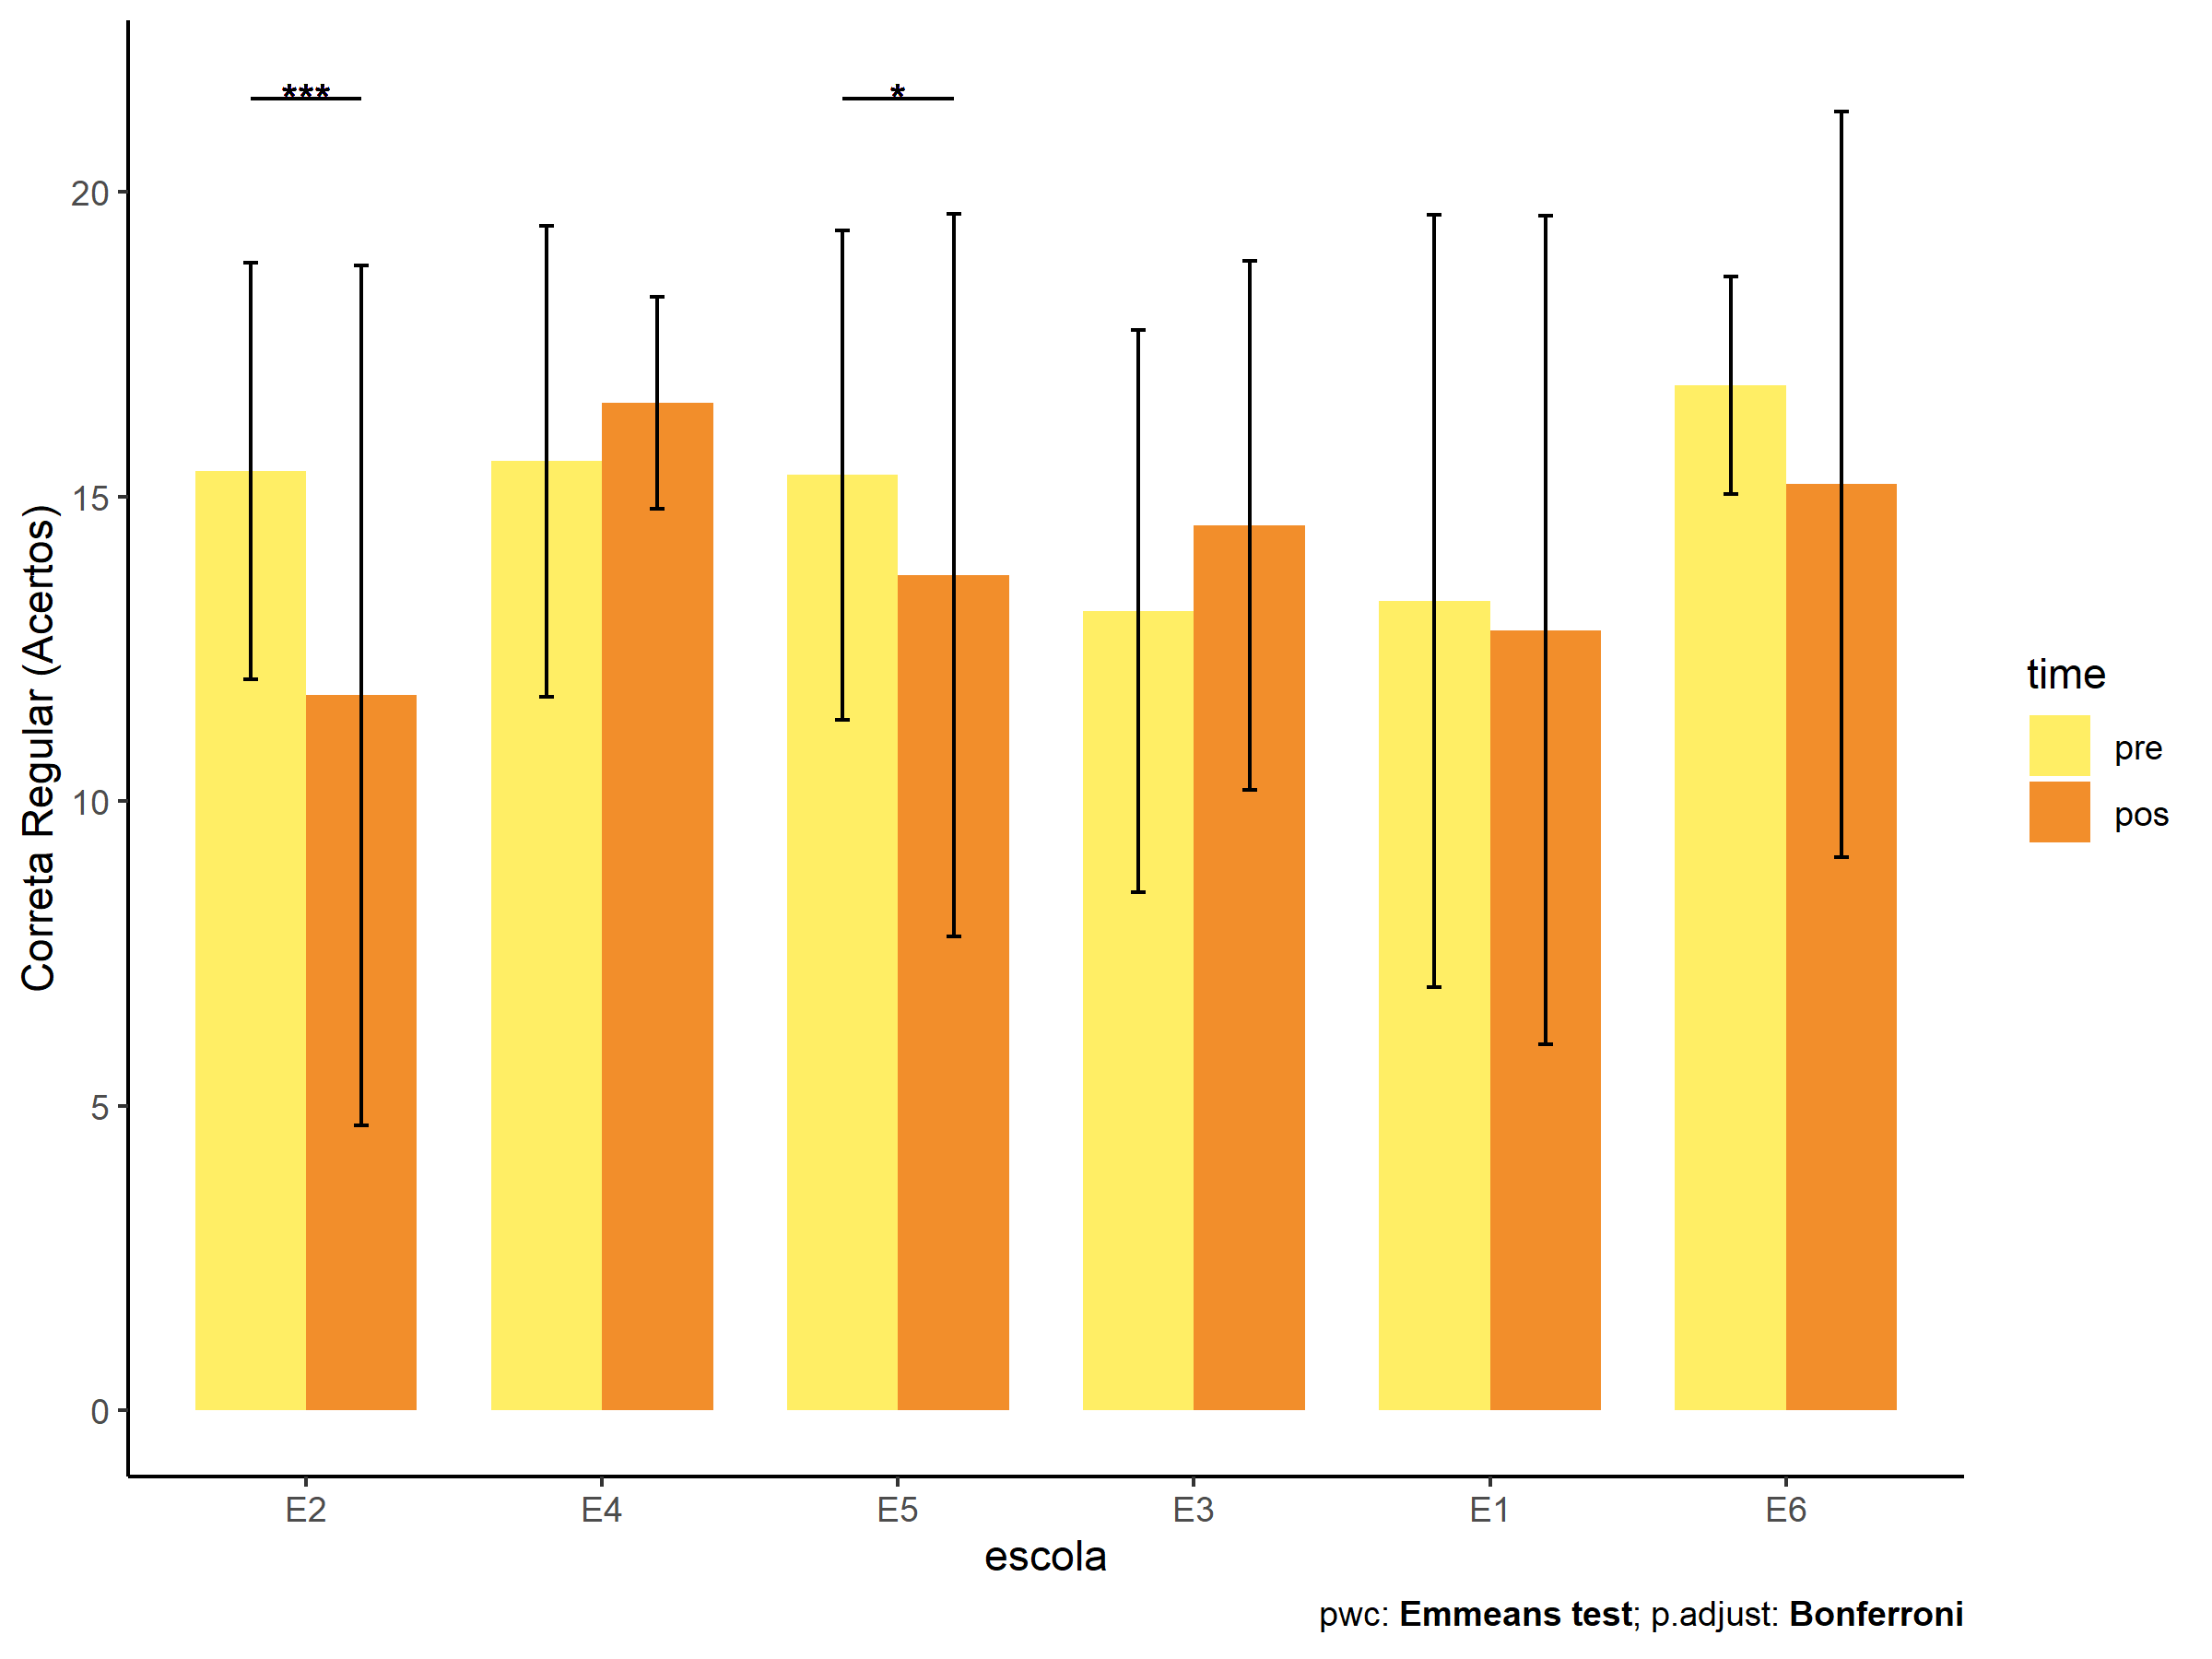 ***
*
20
15
10
5
0
Correta Regular (Acertos)
E2 E4 E5 E3 E1 E6
escola
time
pre
pos
pwc: Emmeans test; p.adjust: Bonferroni